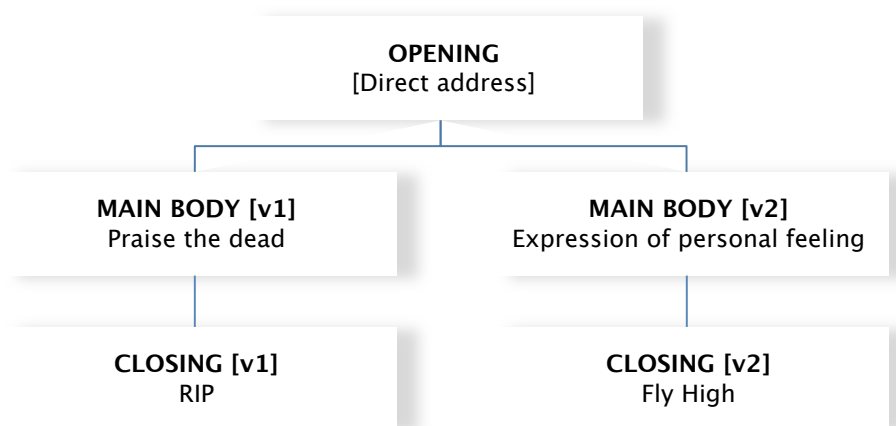 OPENING
[Direct address]
MAIN BODY [v1]
Praise the dead
MAIN BODY [v2]
Expression of personal feeling
CLOSING [v1]
RIP
CLOSING [v2]
Fly High